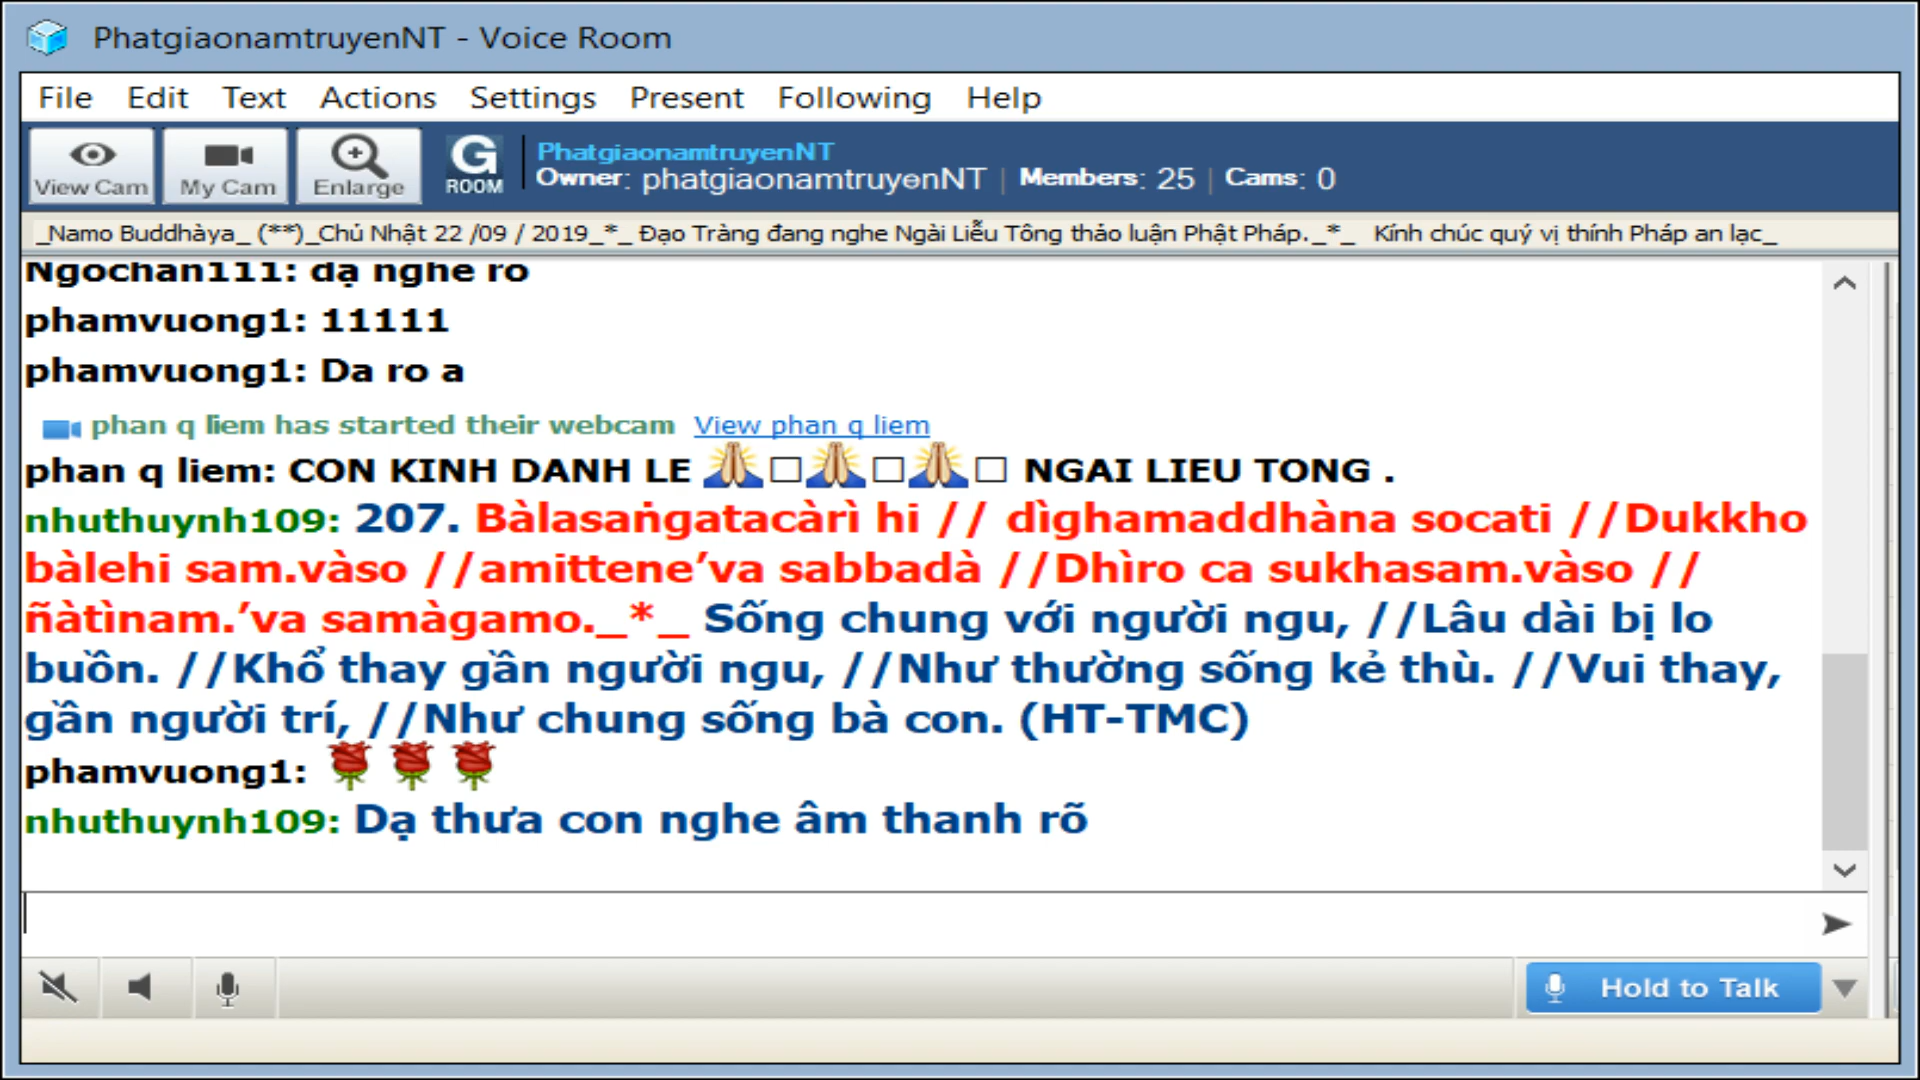 PhatgiaonamtruyenNT - Voice Room
File Edit Text Actions Settings Present Following Help
View Cam My Cam Enlarge G ROOM
PhatgiaonamtruyenNT
Owner: phatgiaonamtruyenNT | Members: 25 | Cams: 0
_Namo Buddhàya_ (**)_Chủ Nhật 22 /09 / 2019_*_ Đạo Tràng đang nghe Ngài Liễu Tông thảo luận Phật Pháp._*_ Kính chúc quý vị thính Pháp an lạc_
Ngochan111: dạ nghe ro
phamvuong1: 11111
phamvuong1: Da ro a
phan q liem has started their webcam View phan q liem
phan q liem: CON KINH DANH LE 🙏□🙏□🙏□ NGAI LIEU TONG .
nhuthuynh109: 207. Bàlasaṅgatacàrì hi // dìghamaddhàna socati //Dukkho
bàlehi sam.vàso //amittene’va sabbadà //Dhìro ca sukhasam.vàso //
ñàtìnam.’va samàgamo._*_ Sống chung với người ngu, //Lâu dài bị lo
buồn. //Khổ thay gần người ngu, //Như thường sống kẻ thù. //Vui thay,
gần người trí, //Như chung sống bà con. (HT-TMC)
phamvuong1: 🌹🌹🌹
nhuthuynh109: Dạ thưa con nghe âm thanh rõ
Hold to Talk